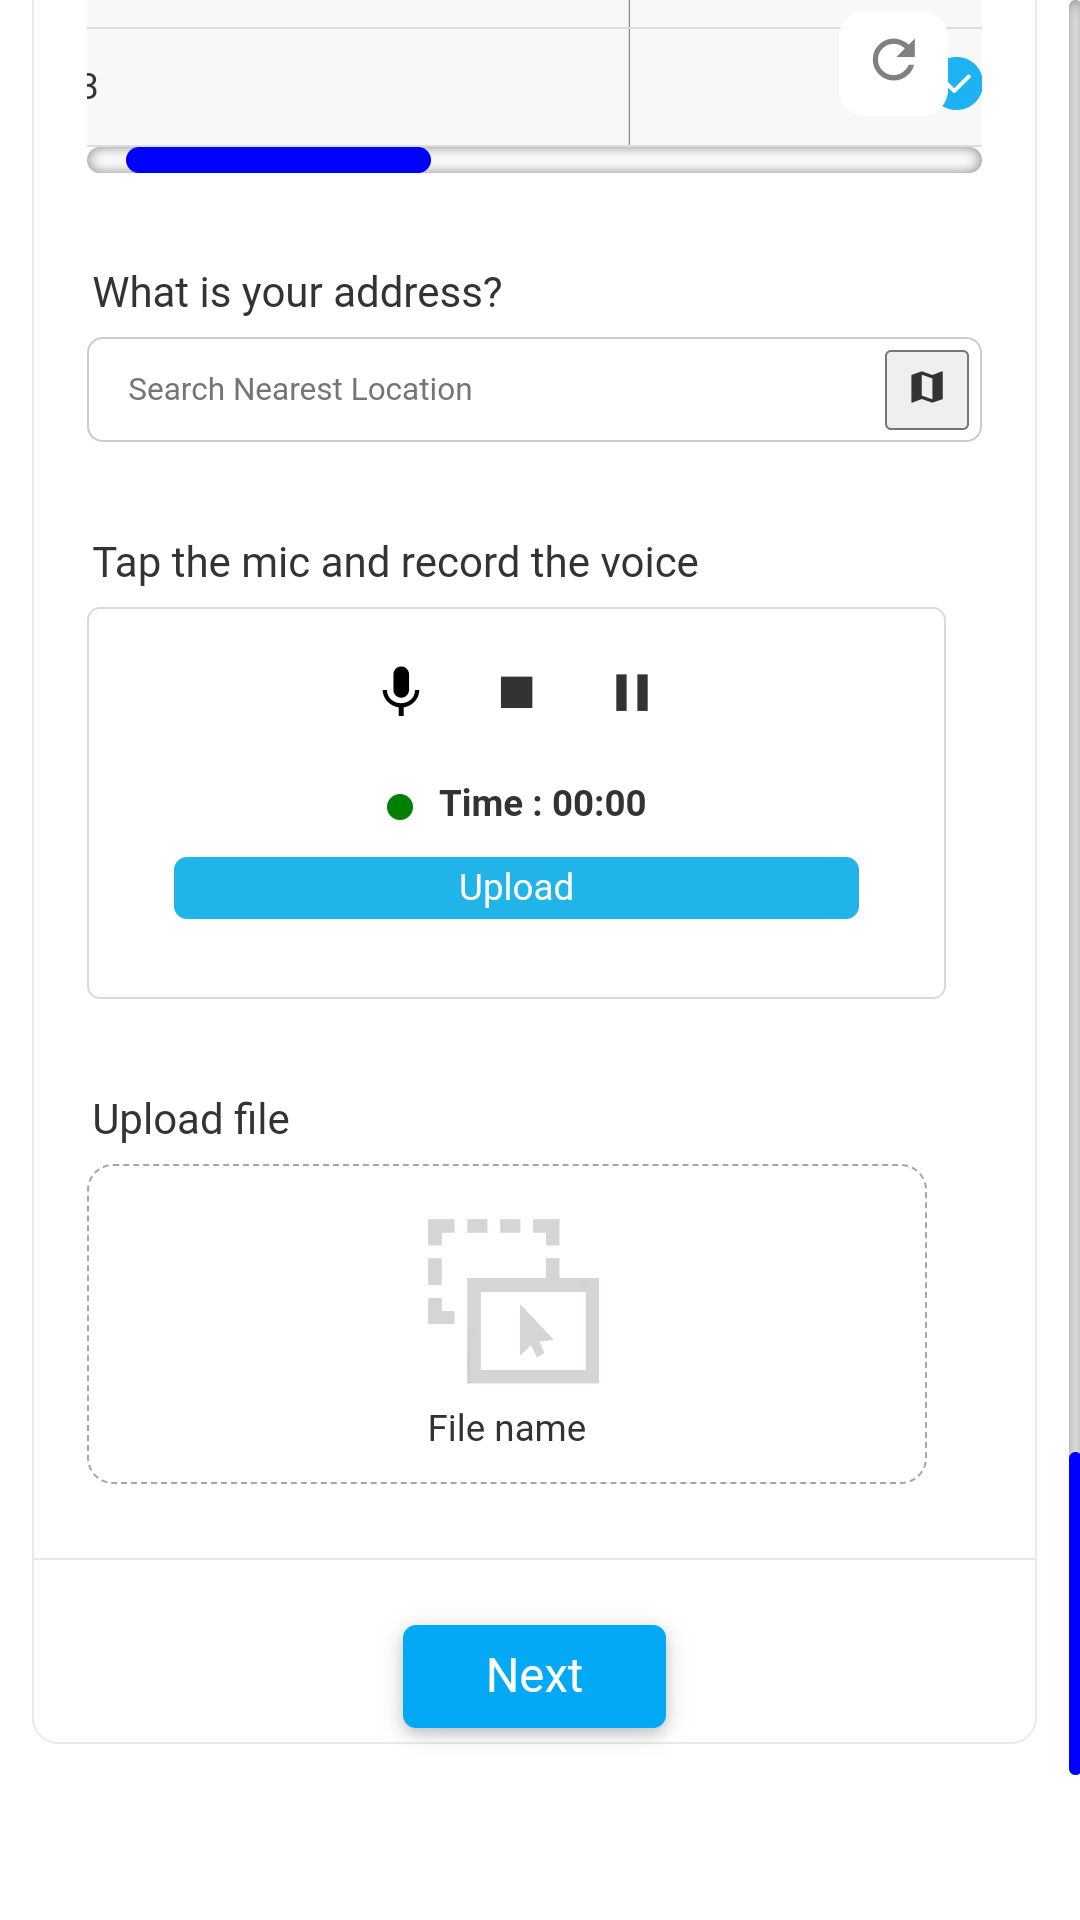 3
What is your address?
Search Nearest Location
Tap the mic and record the voice
Time : 00:00
Upload
Upload file
File name
Next